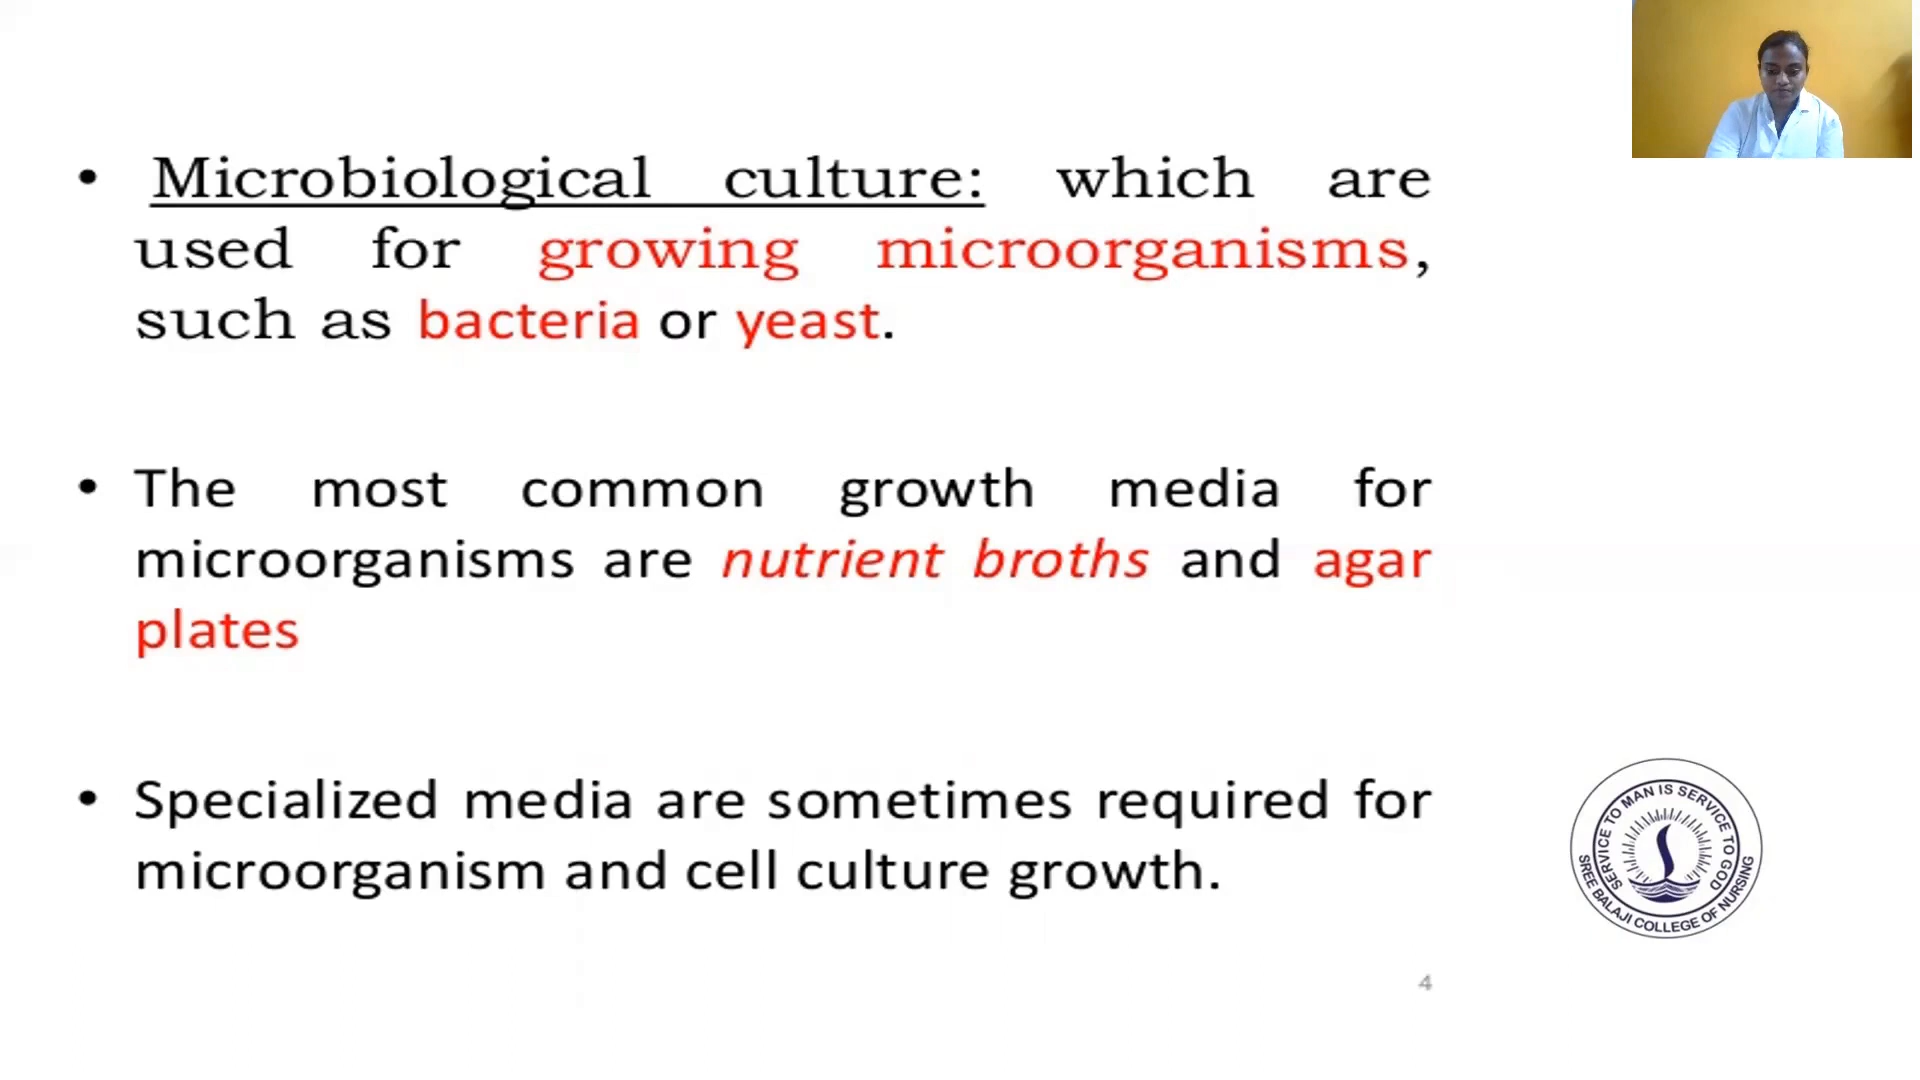 • Microbiological culture: which are
used for growing microorganisms,
such as bacteria or yeast.
• The most common growth media for
microorganisms are nutrient broths and agar
plates
• Specialized media are sometimes required for
microorganism and cell culture growth.
SERVICE TO MAN IS SERVICE TO GOD
SREE BALAJI COLLEGE OF NURSING
4